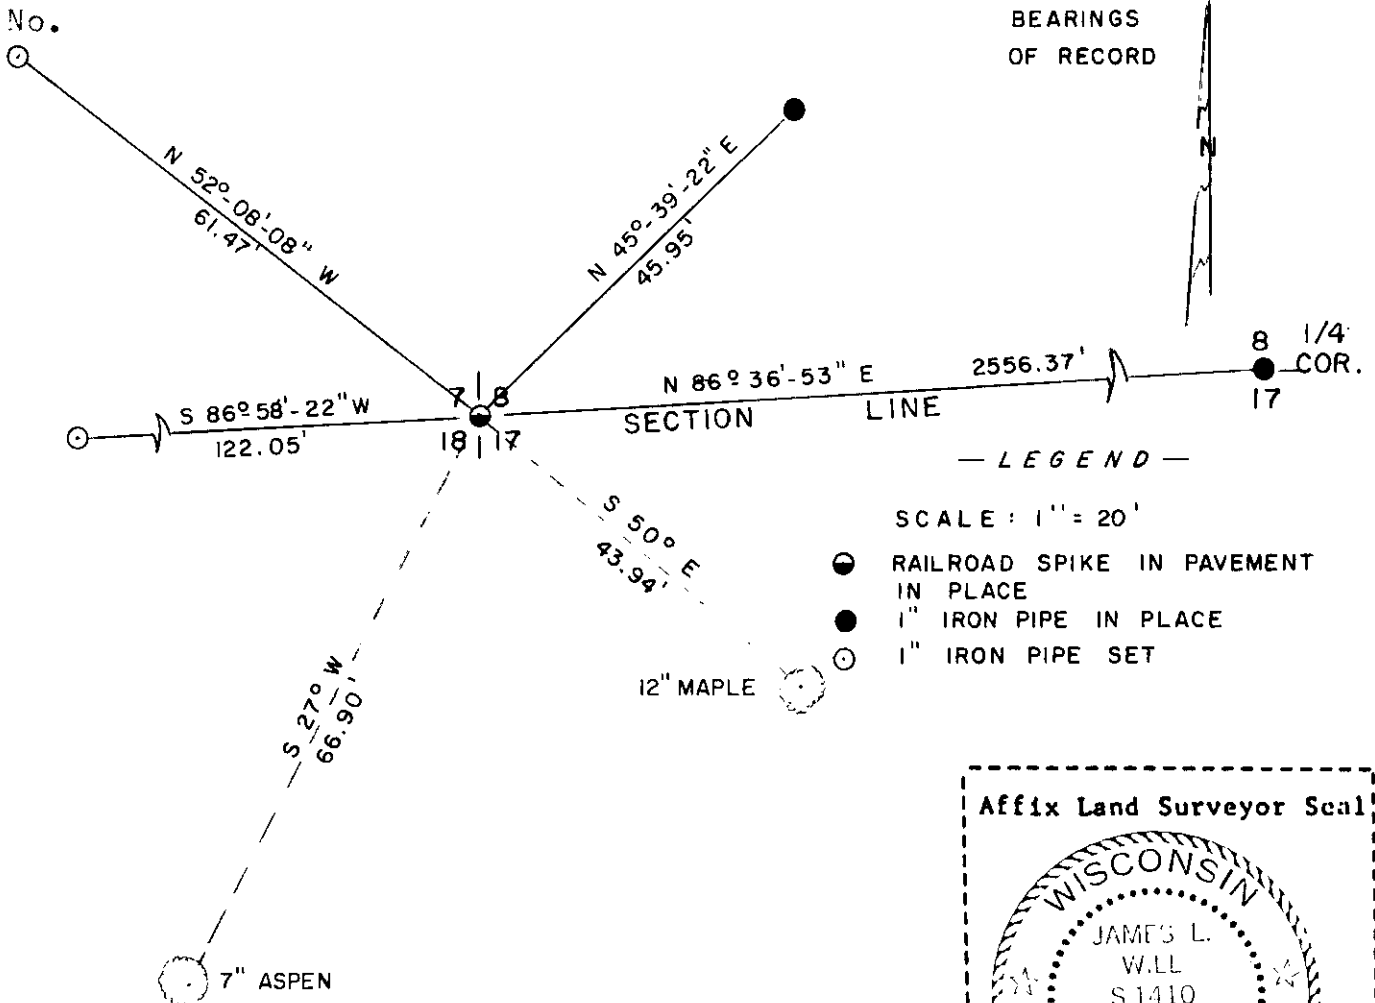 No.
BEARINGS
OF RECORD
N
N 52°-08'-08" W
61.47'
N 45°-39'-22" E
45.95'
8 1/4
COR.
17
7 8
18 17
S 86° 58'-22" W
122.05'
N 86° 36'-53" E 2556.37'
SECTION LINE
— LEGEND —
SCALE: 1" = 20'
RAILROAD SPIKE IN PAVEMENT
IN PLACE
1" IRON PIPE IN PLACE
1" IRON PIPE SET
S 50° E
43.94'
12" MAPLE
S 27° W
66.90'
7" ASPEN
Affix Land Surveyor Seal
WISCONSIN
JAMES L.
W.LL
S 1410